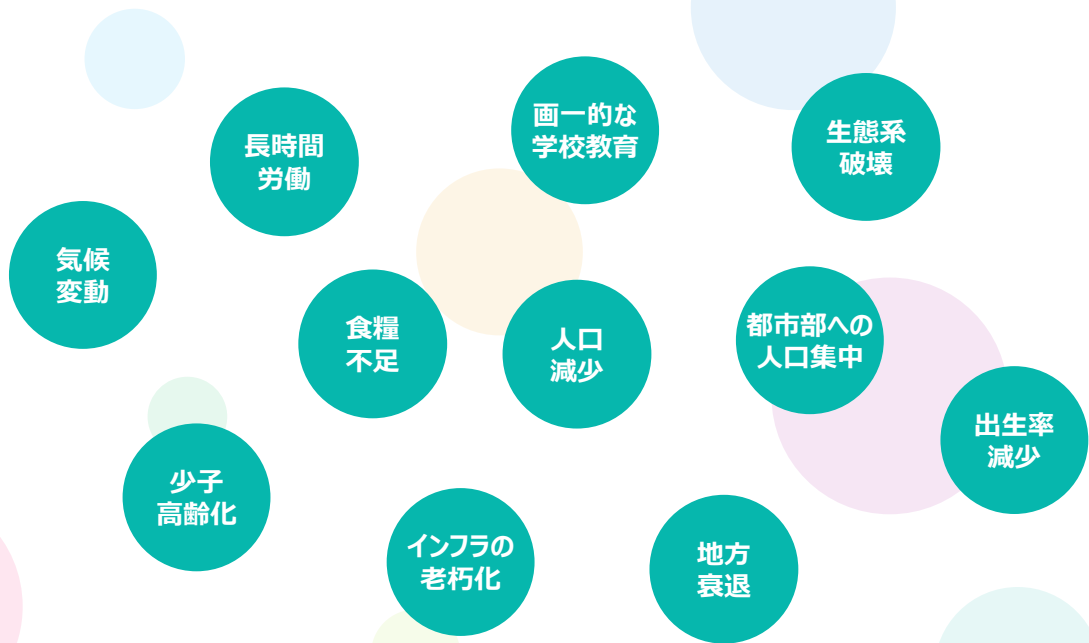 画一的な
学校教育
生態系
破壊
長時間
労働
気候
変動
食糧
不足
人口
減少
都市部への
人口集中
出生率
減少
少子
高齢化
インフラの
老朽化
地方
衰退